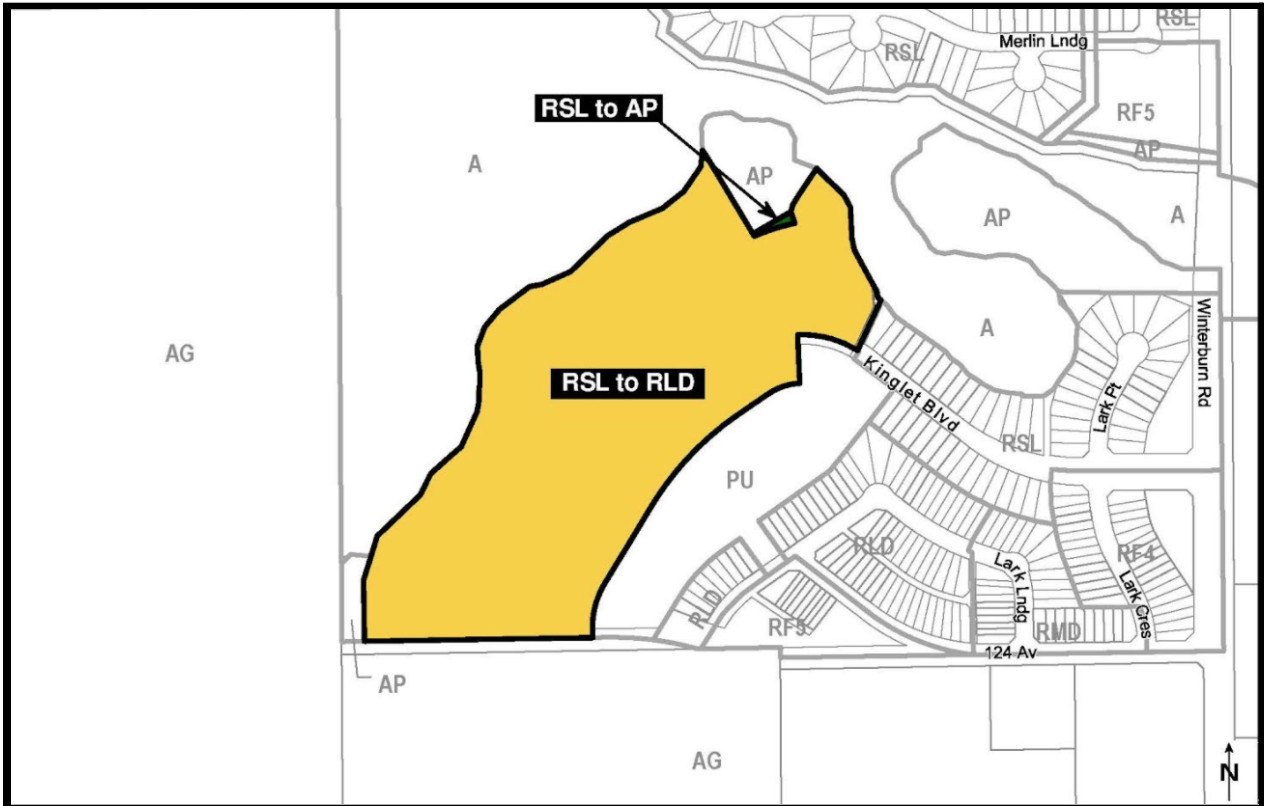 RSL
Merlin Lndg
RSL
RSL to AP
RF5
A
AP
AP
AP
A
AG
A
Winterburn Rd
RSL to RLD
Kinglet Blvd
Lark Pt
RSL
PU
RLD
RF4
Lark Lndg
Lark Cres
RLD
RF5
RMD
124 Av
AP
AG
N